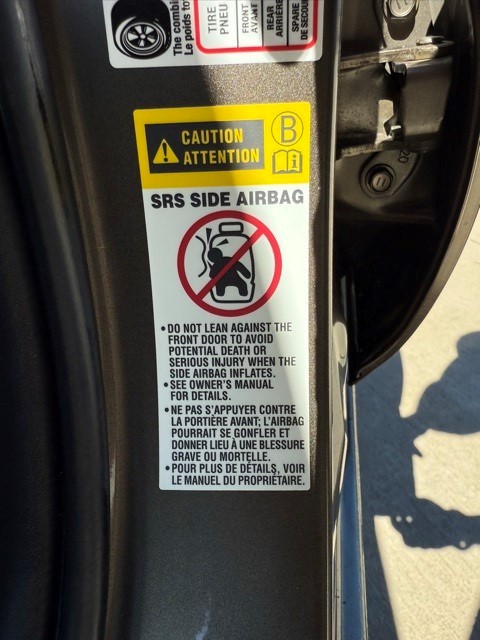 The combi
Le poids to
TIRE
PNEU
FRONT
AVANT
REAR
ARRIÈRE
SPARE
DE SECOU
CAUTION
ATTENTION
B
i
SRS SIDE AIRBAG
• DO NOT LEAN AGAINST THE
FRONT DOOR TO AVOID
POTENTIAL DEATH OR
SERIOUS INJURY WHEN THE
SIDE AIRBAG INFLATES.
• SEE OWNER'S MANUAL
FOR DETAILS.
• NE PAS S'APPUYER CONTRE
LA PORTIÈRE AVANT; L'AIRBAG
POURRAIT SE GONFLER ET
DONNER LIEU À UNE BLESSURE
GRAVE OU MORTELLE.
• POUR PLUS DE DÉTAILS, VOIR
LE MANUEL DU PROPRIÉTAIRE.